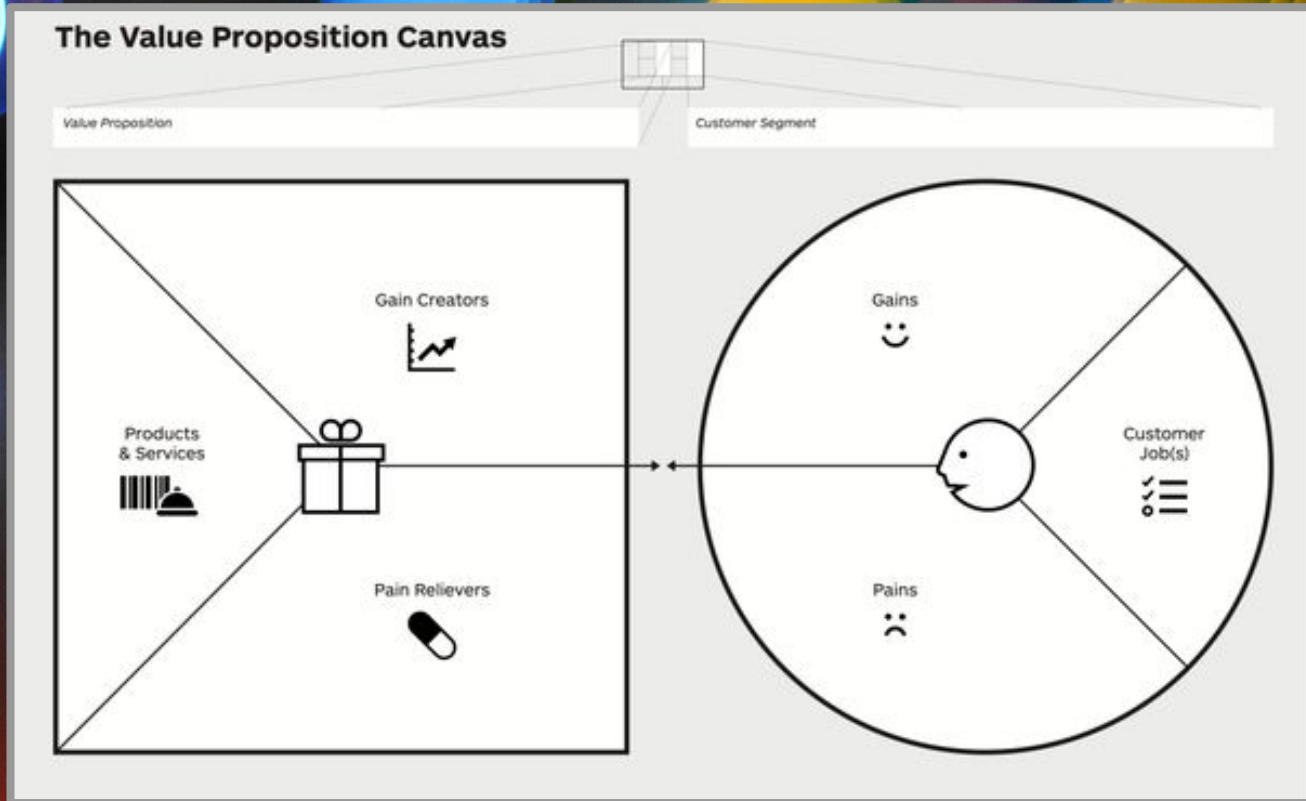 The Value Proposition Canvas
Value Proposition
Customer Segment
Gain Creators
Products
& Services
Pain Relievers
Gains
Customer
Job(s)
Pains